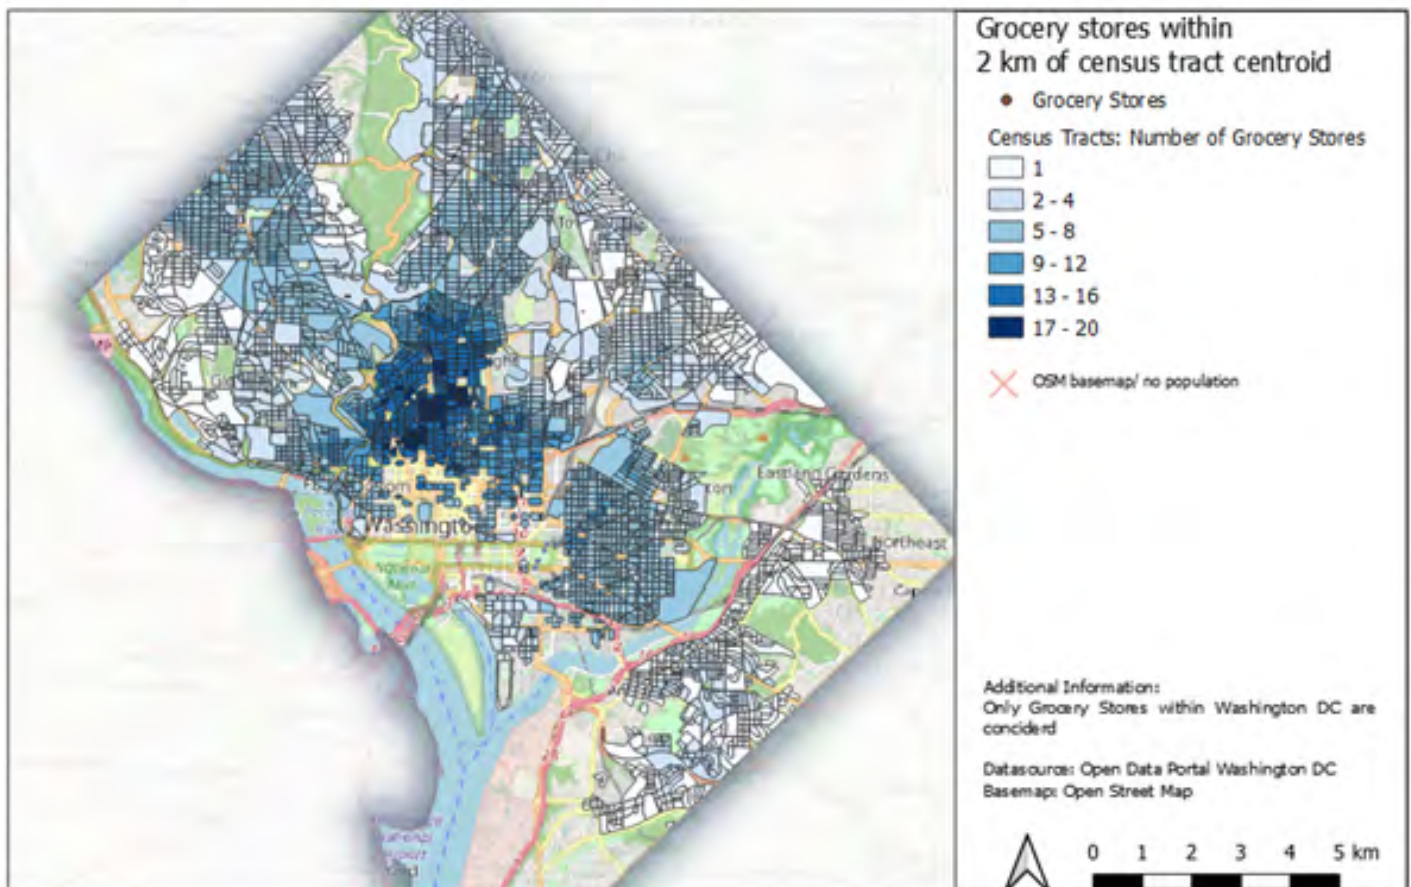 Grocery stores within
2 km of census tract centroid
Grocery Stores
Census Tracts: Number of Grocery Stores
1
2 - 4
5 - 8
9 - 12
13 - 16
17 - 20
OSM basemap/ no population
Eastland Gardens
Washington
Northeast
Additional Information:
Only Grocery Stores within Washington DC are
conciderd
Datasource: Open Data Portal Washington DC
Basemap: Open Street Map
0 1 2 3 4 5 km